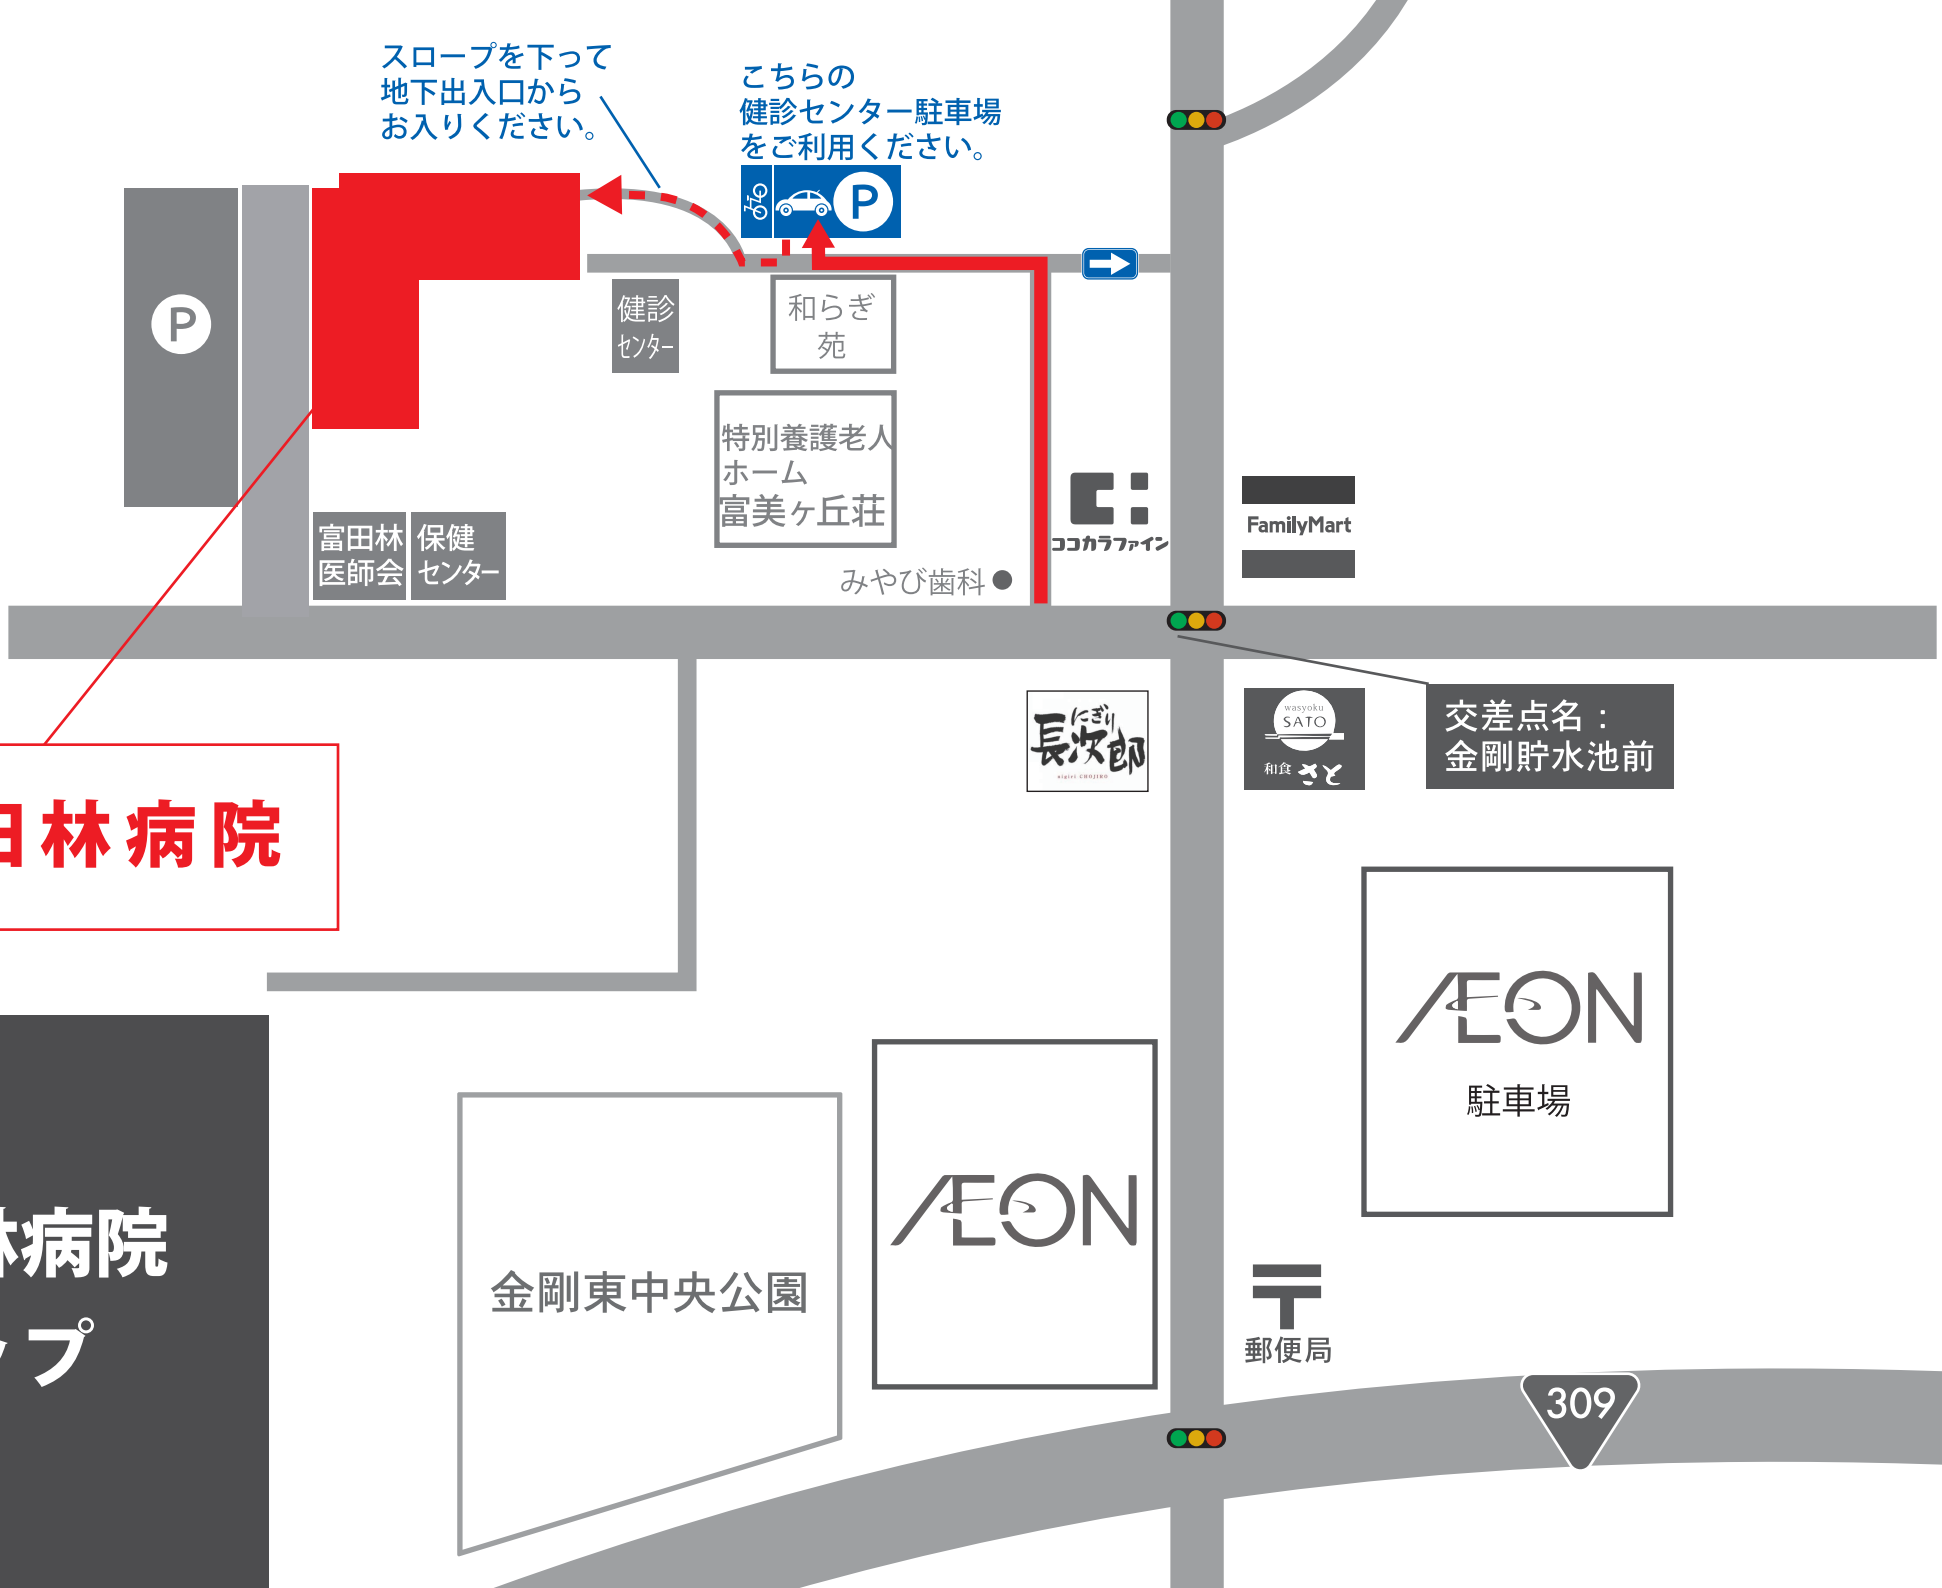 スロープを下って
地下出入口から
お入りください。
こちらの
健診センター駐車場
をご利用ください。
P
P
健診
センター
和らぎ
苑
特別養護老人
ホーム
富美ヶ丘荘
富田林
医師会
保健
センター
みやび歯科
ココカラファイン
FamilyMart
にぎり
長次郎
nigiri CHOJIRO
wasyoku
SATO
和食 さと
交差点名：
金剛貯水池前
田林病院
ÆON
駐車場
ÆON
金剛東中央公園
林病院
ップ
〒
郵便局
309